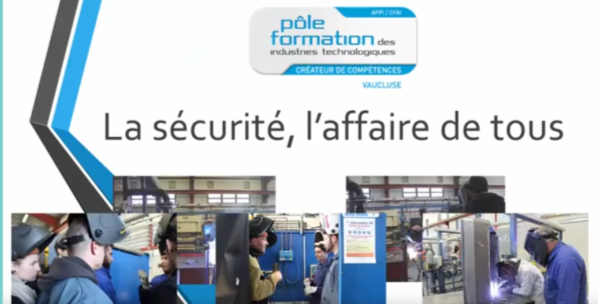 AFPI / CFAI
pôle
formation des
industries technologiques
CRÉATEUR DE COMPÉTENCES
VAUCLUSE
La sécurité, l'affaire de tous